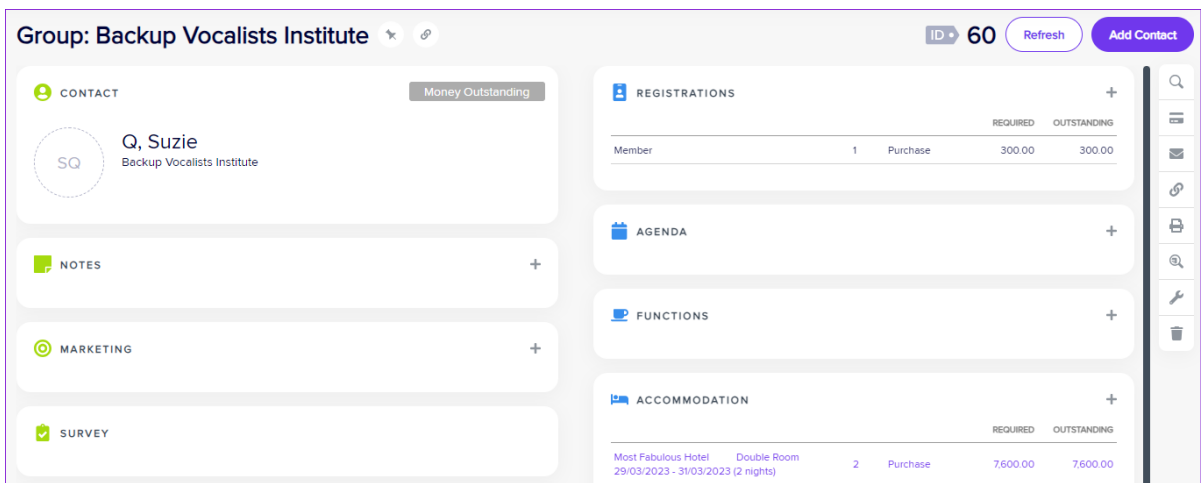 Group: Backup Vocalists Institute
ID 60 Refresh Add Contact
CONTACT Money Outstanding
SQ
Q, Suzie
Backup Vocalists Institute
NOTES
MARKETING
SURVEY
REGISTRATIONS
REQUIRED OUTSTANDING
Member 1 Purchase 300.00 300.00
AGENDA
FUNCTIONS
ACCOMMODATION
REQUIRED OUTSTANDING
Most Fabulous Hotel Double Room 2 Purchase 7,600.00 7,600.00
29/03/2023 - 31/03/2023 (2 nights)